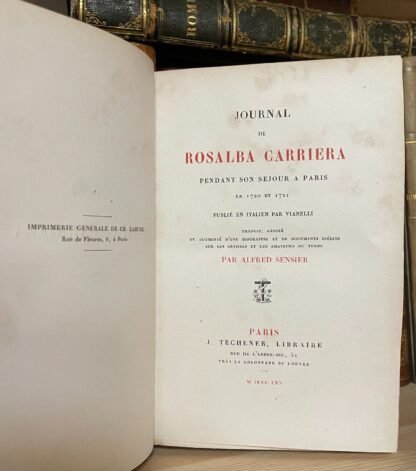 IMPRIMERIE GENERALE DE CH. LAHURE
Rue de Fleurus, 9, à Paris
JOURNAL
DE
ROSALBA CARRIERA
PENDANT SON SEJOUR A PARIS
EN 1720 ET 1721
PUBLIÉ EN ITALIEN PAR VIANELLI
TRADUIT, ANNOTÉ
ET AUGMENTÉ D'UNE BIOGRAPHIE ET DE DOCUMENTS INÉDITS
SUR LES ARTISTES ET LES AMATEURS DU TEMPS
PAR ALFRED SENSIER
PARIS
J. TECHENER, LIBRAIRE
RUE DE L'ARBRE-SEC, 52
PRÈS LA COLONNADE DU LOUVRE
M DCCC LXV